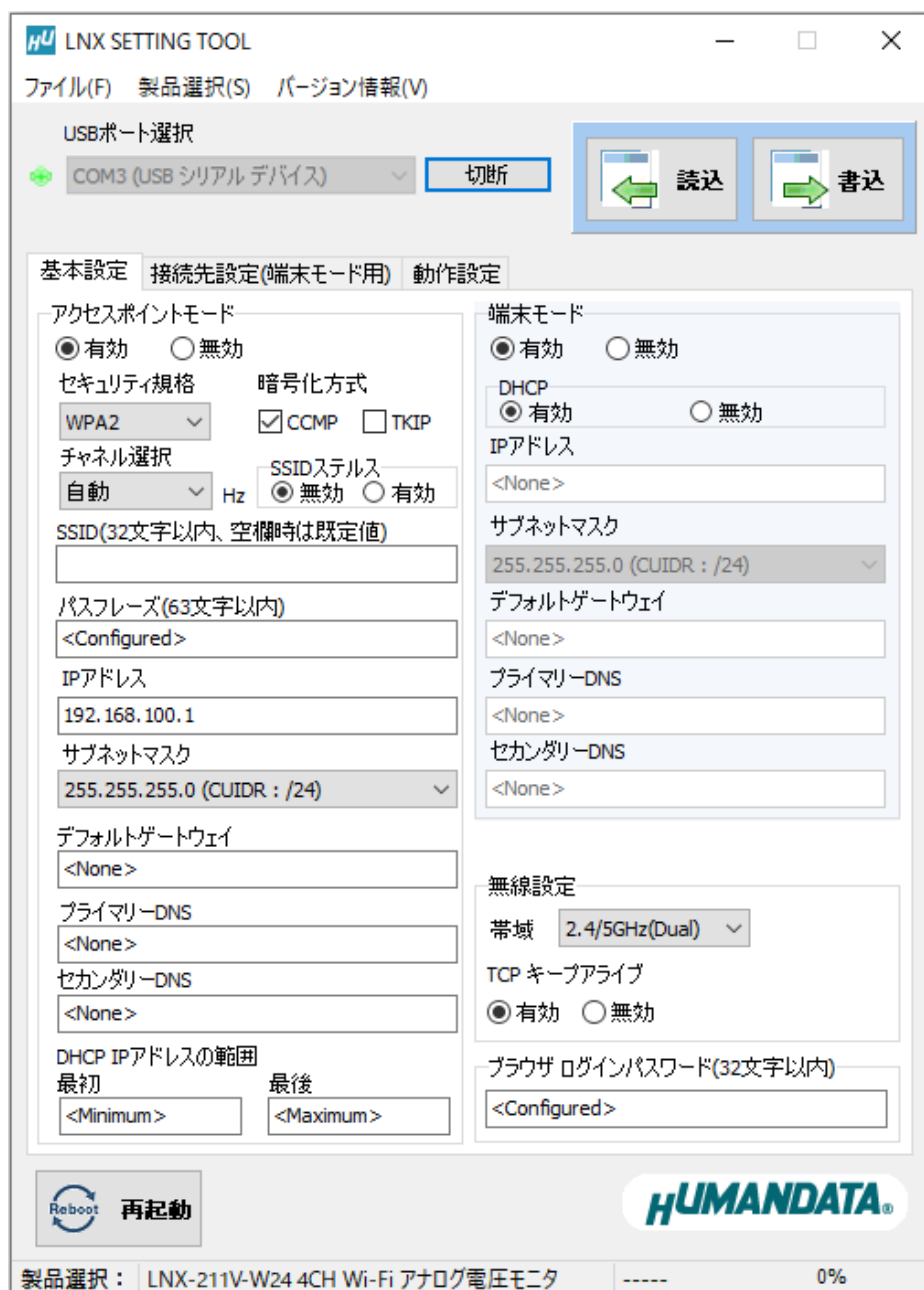 HU LNX SETTING TOOL
ファイル(F) 製品選択(S) バージョン情報(V)
USBポート選択
COM3 (USB シリアル デバイス) 切断 読込 書込
基本設定 接続先設定(端末モード用) 動作設定
アクセスポイントモード
有効 無効
セキュリティ規格 暗号化方式
WPA2 CCMP TKIP
チャネル選択 SSIDステルス
自動 Hz 無効 有効
SSID(32文字以内、空欄時は既定値)
パスフレーズ(63文字以内)
<Configured>
IPアドレス
192.168.100.1
サブネットマスク
255.255.255.0 (CUIDR : /24)
デフォルトゲートウェイ
<None>
プライマリーDNS
<None>
セカンダリーDNS
<None>
DHCP IPアドレスの範囲
最初 最後
<Minimum> <Maximum>
端末モード
有効 無効
DHCP
有効 無効
IPアドレス
<None>
サブネットマスク
255.255.255.0 (CUIDR : /24)
デフォルトゲートウェイ
<None>
プライマリーDNS
<None>
セカンダリーDNS
<None>
無線設定
帯域 2.4/5GHz(Dual)
TCP キープアライブ
有効 無効
ブラウザ ログインパスワード(32文字以内)
<Configured>
Reboot 再起動
HUMANDATA®
製品選択： LNX-211V-W24 4CH Wi-Fi アナログ電圧モニタ ----- 0%